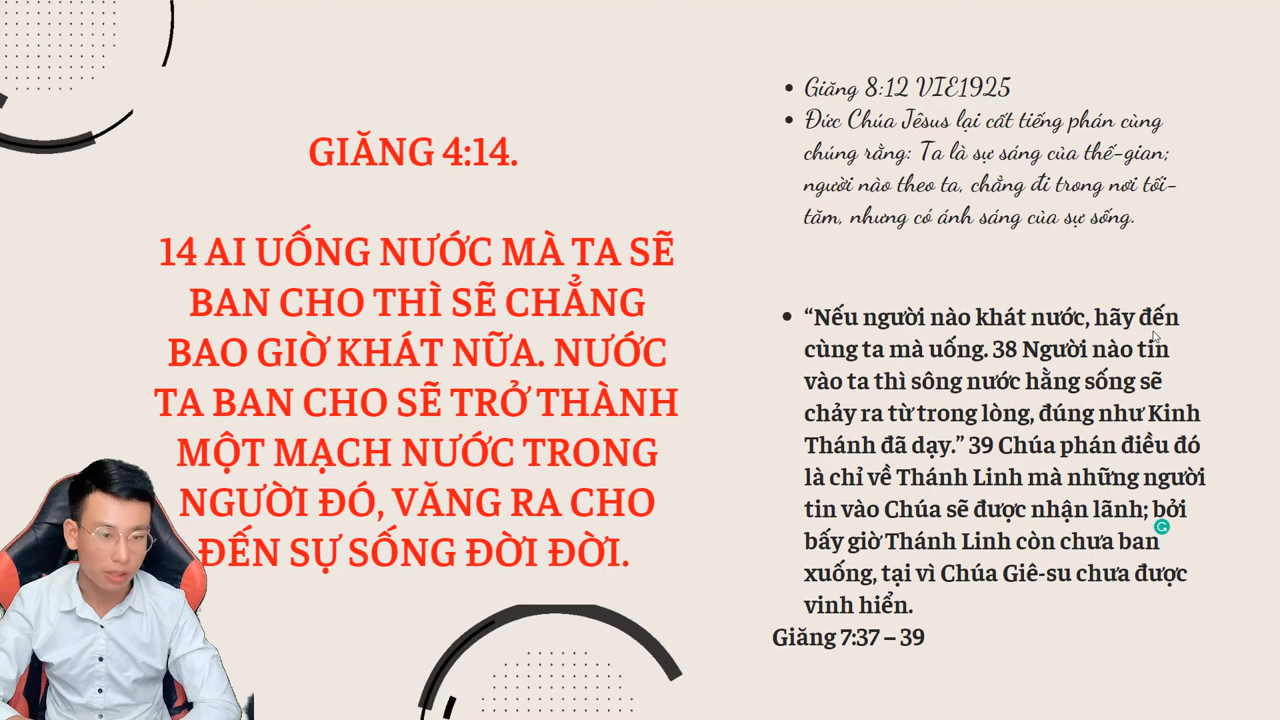 GIĂNG 4:14.
14 AI UỐNG NƯỚC MÀ TA SẼ
BAN CHO THÌ SẼ CHẲNG
BAO GIỜ KHÁT NỮA. NƯỚC
TA BAN CHO SẼ TRỞ THÀNH
MỘT MẠCH NƯỚC TRONG
NGƯỜI ĐÓ, VĂNG RA CHO
ĐẾN SỰ SỐNG ĐỜI ĐỜI.
• Giăng 8:12 VIE1925
• Đức Chúa Jêsus lại cất tiếng phán cùng
chúng rằng: Ta là sự sáng của thế-gian;
người nào theo ta, chẳng đi trong nơi tối-
tăm, nhưng có ánh sáng của sự sống.
• “Nếu người nào khát nước, hãy đến
cùng ta mà uống. 38 Người nào tin
vào ta thì sông nước hằng sống sẽ
chảy ra từ trong lòng, đúng như Kinh
Thánh đã dạy.” 39 Chúa phán điều đó
là chỉ về Thánh Linh mà những người
tin vào Chúa sẽ được nhận lãnh; bởi
bấy giờ Thánh Linh còn chưa ban
xuống, tại vì Chúa Giê-su chưa được
vinh hiển.
Giăng 7:37 – 39